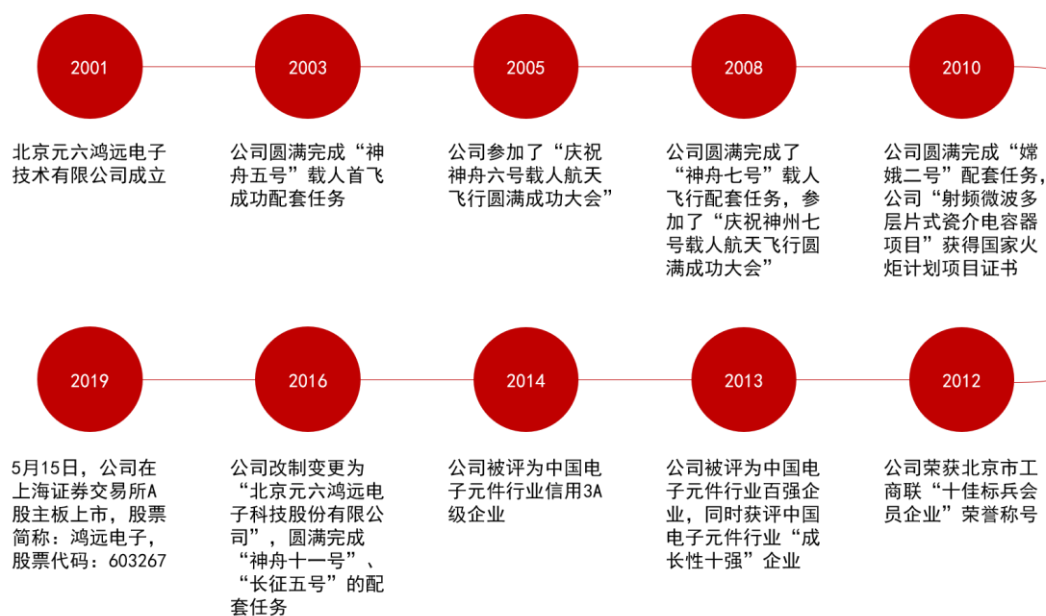 2001
北京元六鸿远电子
技术有限公司成立
2003
公司圆满完成“神
舟五号”载人首飞
成功配套任务
2005
公司参加了“庆祝
神舟六号载人航天
飞行圆满成功大会”
2008
公司圆满完成了
“神舟七号”载人
飞行配套任务，参
加了“庆祝神州七
号载人航天飞行圆
满成功大会”
2010
公司圆满完成“嫦
娥二号”配套任务，
公司“射频微波多
层片式瓷介电容器
项目”获得国家火
炬计划项目证书
2012
公司荣获北京市工
商联“十佳标兵会
员企业”荣誉称号
2013
公司被评为中国电
子元件行业百强企
业，同时获评中国
电子元件行业“成
长性十强”企业
2014
公司被评为中国电
子元件行业信用3A
级企业
2016
公司改制变更为
“北京元六鸿远电
子科技股份有限公
司”，圆满完成
“神舟十一号”、
“长征五号”的配
套任务
2019
5月15日，公司在
上海证券交易所A
股主板上市，股票
简称：鸿远电子，
股票代码：603267